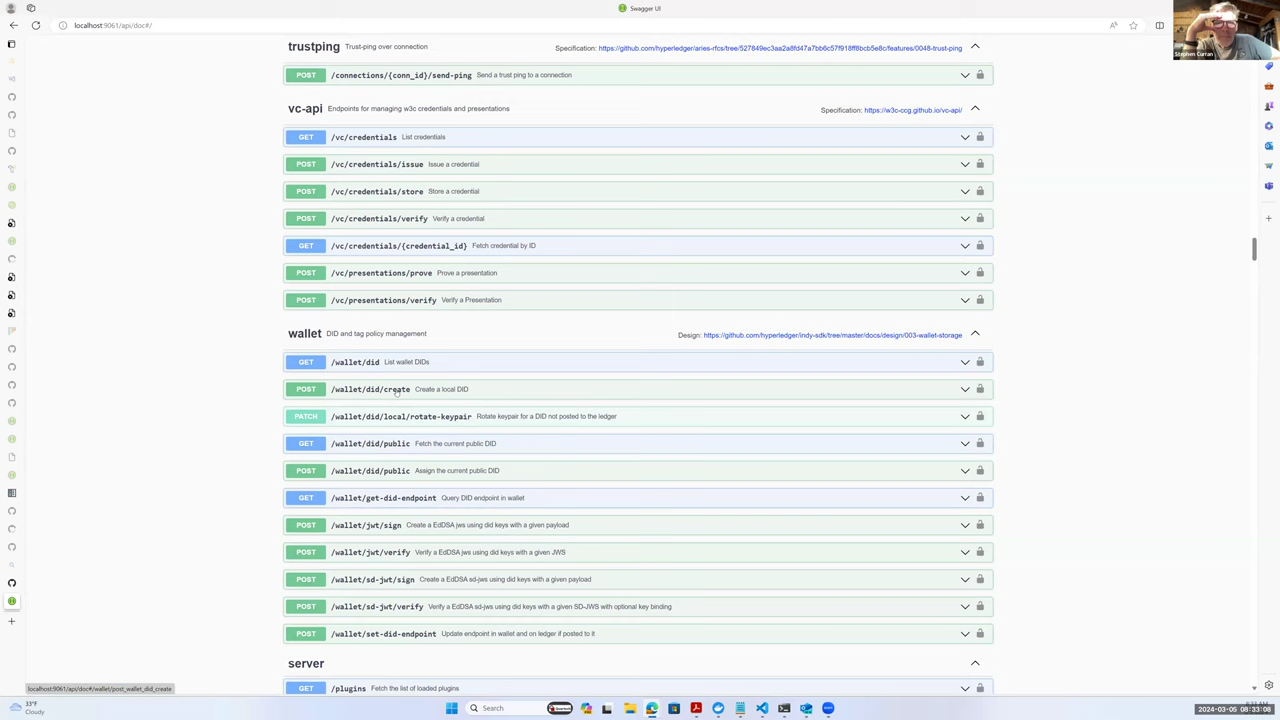 Swagger UI
localhost:9061/api/doc#/
Stephen Curran
trustping Trust-ping over connection Specification: https://github.com/hyperledger/aries-rfcs/tree/527849ec3aa2a8fd47a7bb6c57f918ff8bcb5e8c/features/0048-trust-ping
POST /connections/{conn_id}/send-ping Send a trust ping to a connection
vc-api Endpoints for managing w3c credentials and presentations Specification: https://w3c-ccg.github.io/vc-api/
GET /vc/credentials List credentials
POST /vc/credentials/issue Issue a credential
POST /vc/credentials/store Store a credential
POST /vc/credentials/verify Verify a credential
GET /vc/credentials/{credential_id} Fetch credential by ID
POST /vc/presentations/prove Prove a presentation
POST /vc/presentations/verify Verify a Presentation
wallet DID and tag policy management Design: https://github.com/hyperledger/indy-sdk/tree/master/docs/design/003-wallet-storage
GET /wallet/did List wallet DIDs
POST /wallet/did/create Create a local DID
PATCH /wallet/did/local/rotate-keypair Rotate keypair for a DID not posted to the ledger
GET /wallet/did/public Fetch the current public DID
POST /wallet/did/public Assign the current public DID
GET /wallet/get-did-endpoint Query DID endpoint in wallet
POST /wallet/jwt/sign Create a EdDSA jws using did keys with a given payload
POST /wallet/jwt/verify Verify a EdDSA jws using did keys with a given JWS
POST /wallet/sd-jwt/sign Create a EdDSA sd-jws using did keys with a given payload
POST /wallet/sd-jwt/verify Verify a EdDSA sd-jws using did keys with a given SD-JWS with optional key binding
POST /wallet/set-did-endpoint Update endpoint in wallet and on ledger if posted to it
server
GET /plugins Fetch the list of loaded plugins
localhost:9061/api/doc#/wallet/post_wallet_did_create
33°F
Cloudy
Search
2024-03-05 08:33:08